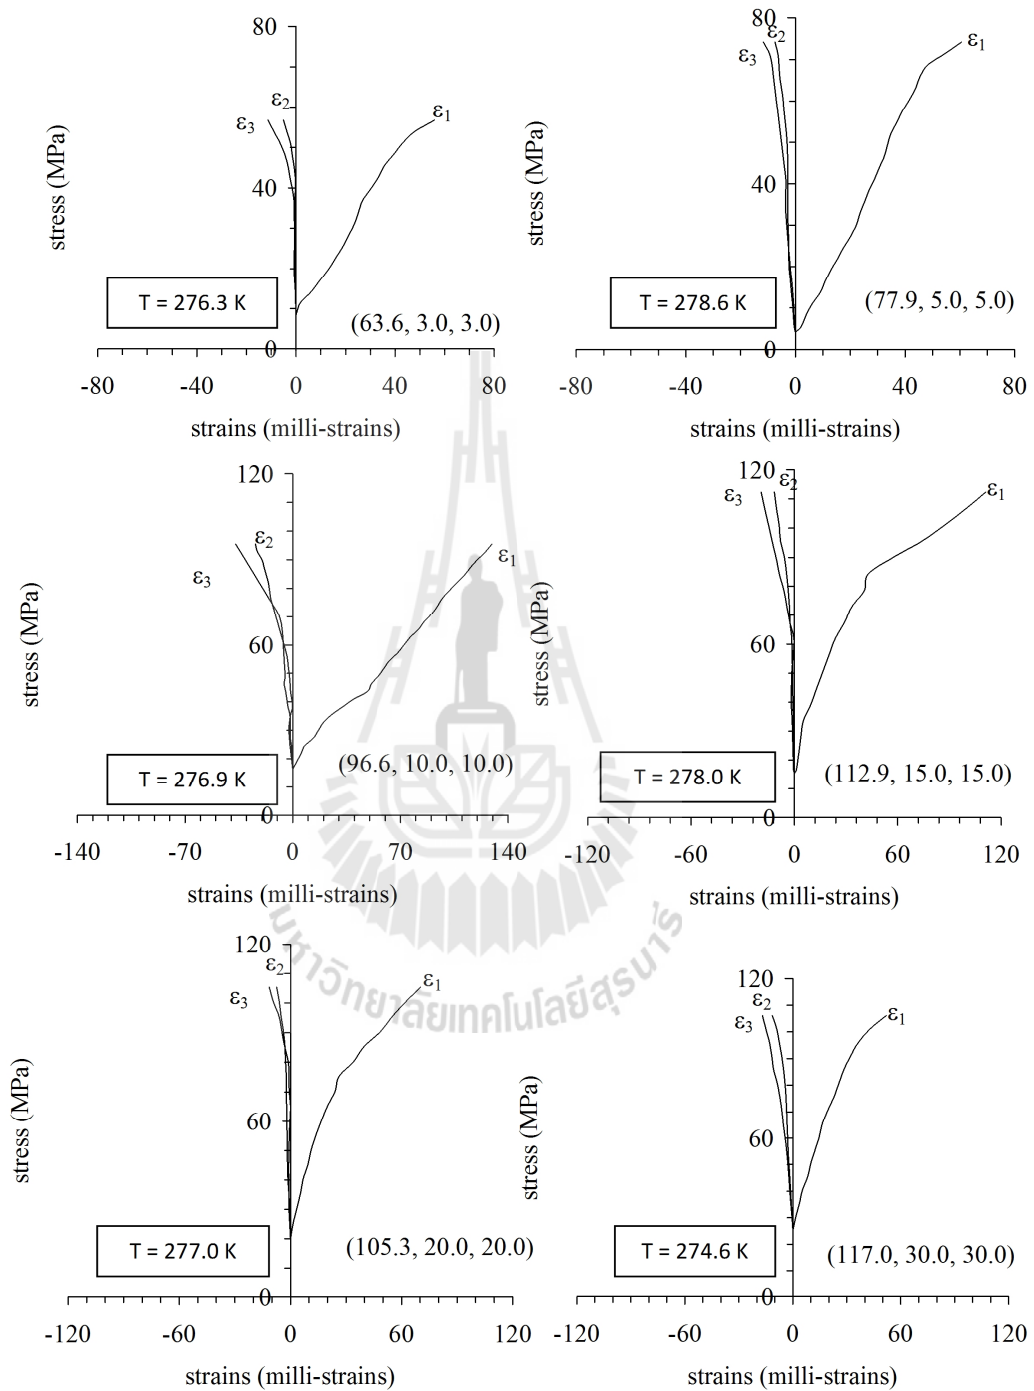 80
ε2
ε3
ε1
stress (MPa)
40
T = 276.3 K
(63.6, 3.0, 3.0)
0
-80
-40
0
40
80
strains (milli-strains)
80
ε2
ε3
ε1
stress (MPa)
40
T = 278.6 K
(77.9, 5.0, 5.0)
0
-80
-40
0
40
80
strains (milli-strains)
120
ε2
ε3
ε1
stress (MPa)
60
T = 276.9 K
(96.6, 10.0, 10.0)
0
-140
-70
0
70
140
strains (milli-strains)
120
ε2
ε3
ε1
stress (MPa)
60
T = 278.0 K
(112.9, 15.0, 15.0)
0
-120
-60
0
60
120
strains (milli-strains)
มหาวิทยาลัยเทคโนโลยีสุรนารี
120
ε2
ε3
ε1
stress (MPa)
60
T = 277.0 K
(105.3, 20.0, 20.0)
0
-120
-60
0
60
120
strains (milli-strains)
120
ε2
ε3
ε1
stress (MPa)
60
T = 274.6 K
(117.0, 30.0, 30.0)
0
-120
-60
0
60
120
strains (milli-strains)